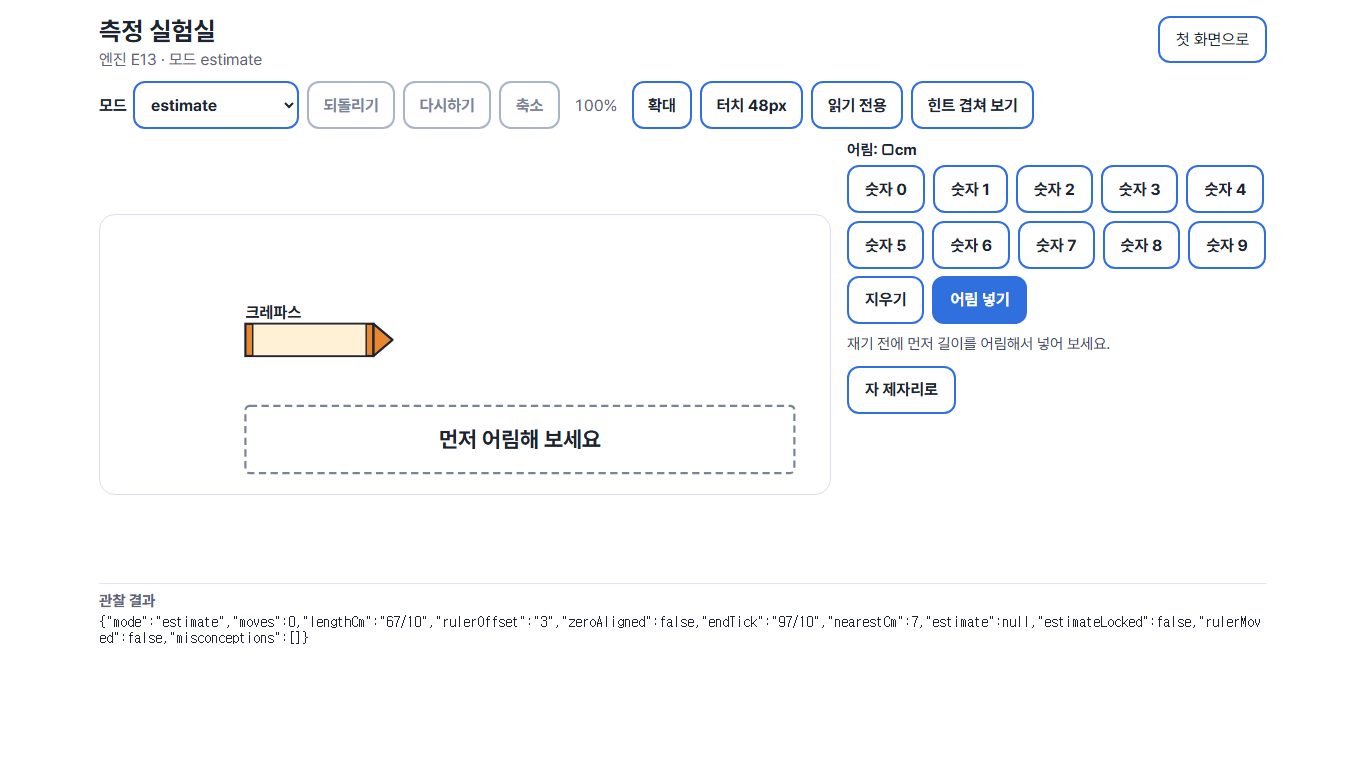 측정 실험실
엔진 E13 · 모드 estimate
첫 화면으로
모드 estimate 되돌리기 다시하기 축소 100% 확대 터치 48px 읽기 전용 힌트 겹쳐 보기
어림: ▢cm
숫자 0 숫자 1 숫자 2 숫자 3 숫자 4
숫자 5 숫자 6 숫자 7 숫자 8 숫자 9
지우기 어림 넣기
재기 전에 먼저 길이를 어림해서 넣어 보세요.
자 제자리로
크레파스
먼저 어림해 보세요
관찰 결과
{"mode":"estimate","moves":0,"lengthCm":"67/10","rulerOffset":"3","zeroAligned":false,"endTick":"97/10","nearestCm":7,"estimate":null,"estimateLocked":false,"rulerMov
ed":false,"misconceptions":[]}